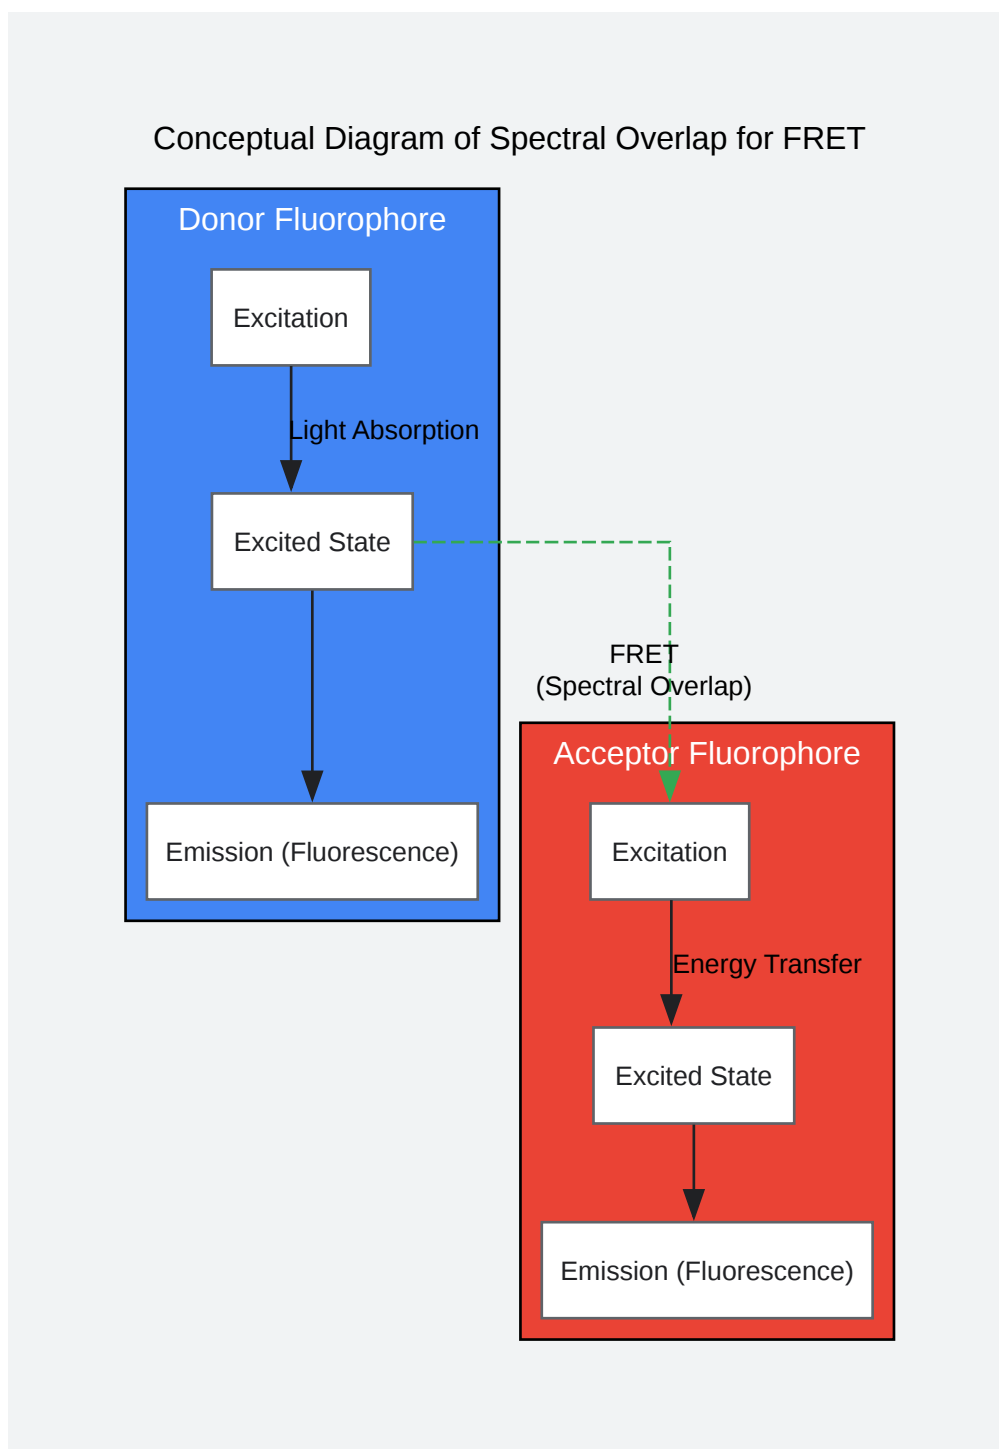 Conceptual Diagram of Spectral Overlap for FRET
Donor Fluorophore
Excitation
Light Absorption
Excited State
Emission (Fluorescence)
FRET
(Spectral Overlap)
Acceptor Fluorophore
Excitation
Energy Transfer
Excited State
Emission (Fluorescence)